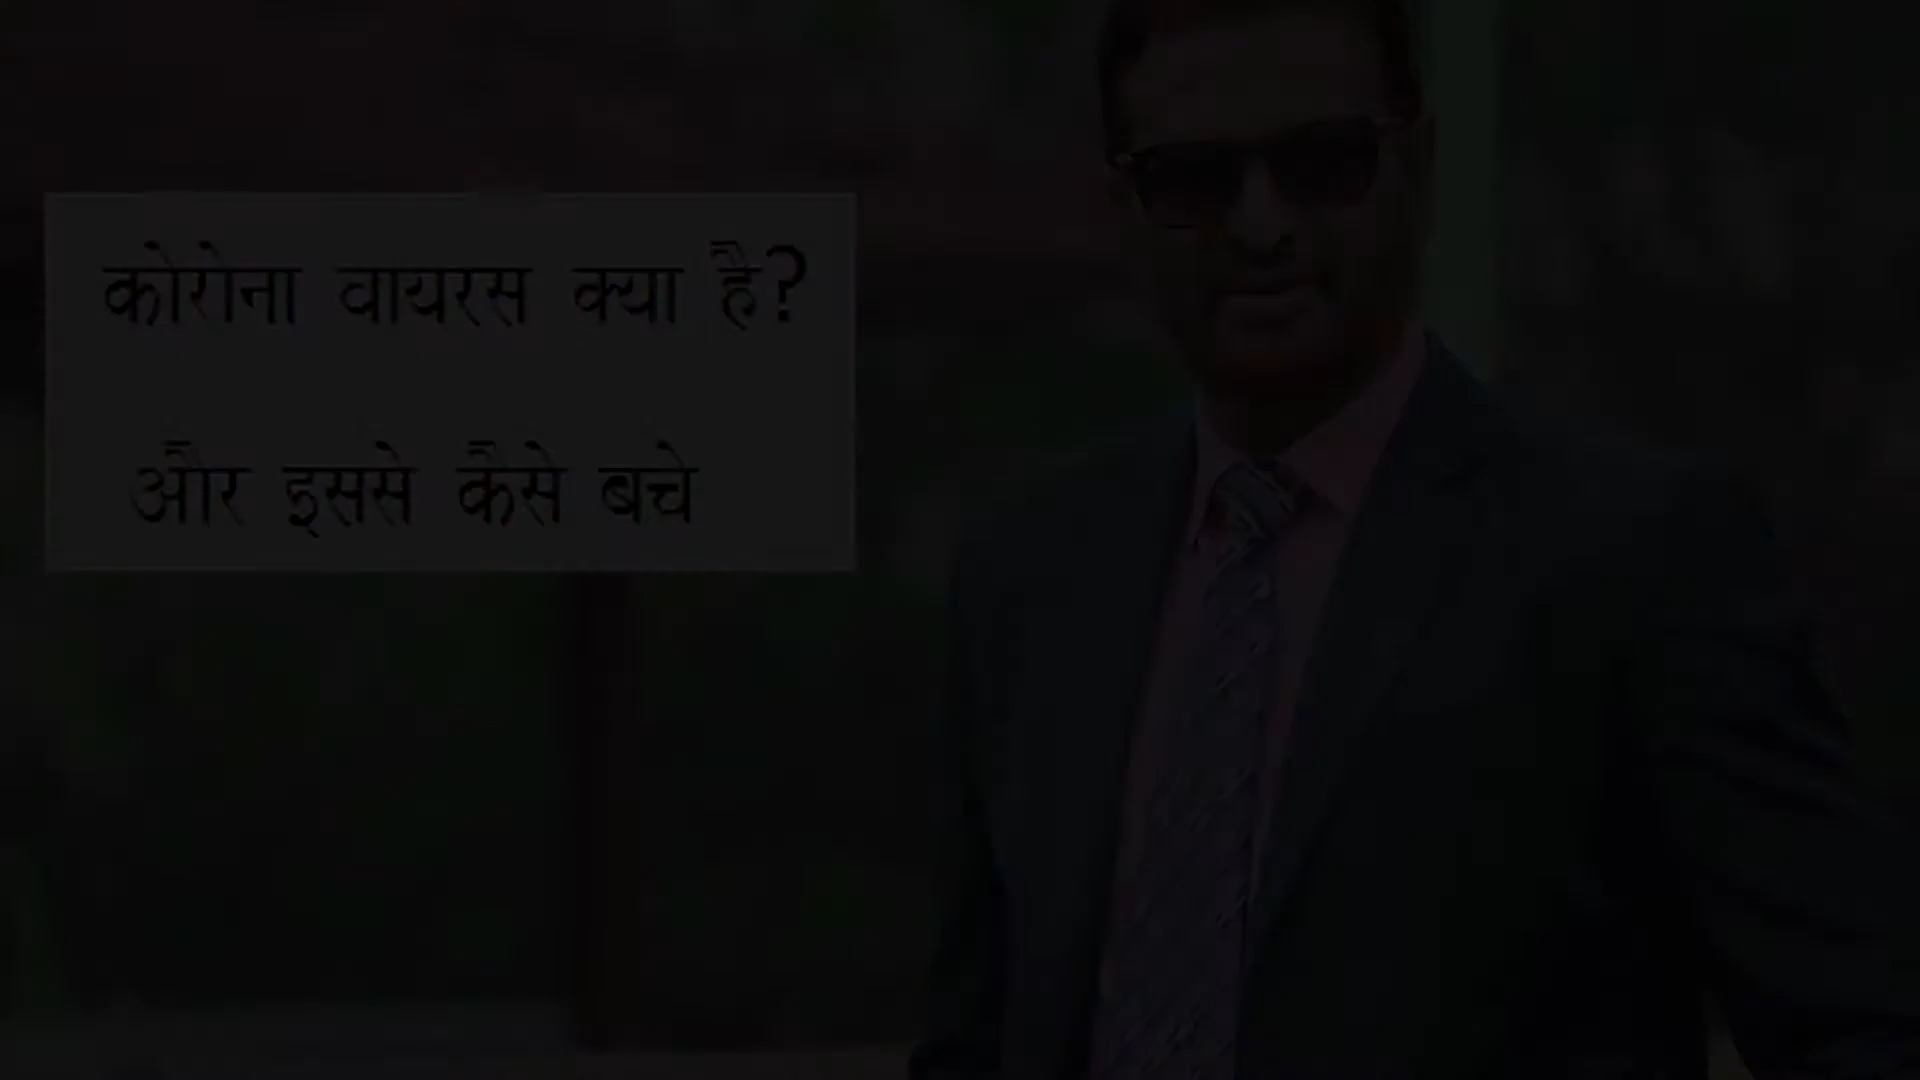 कोरोना वायरस क्या है?
और इससे कैसे बचे